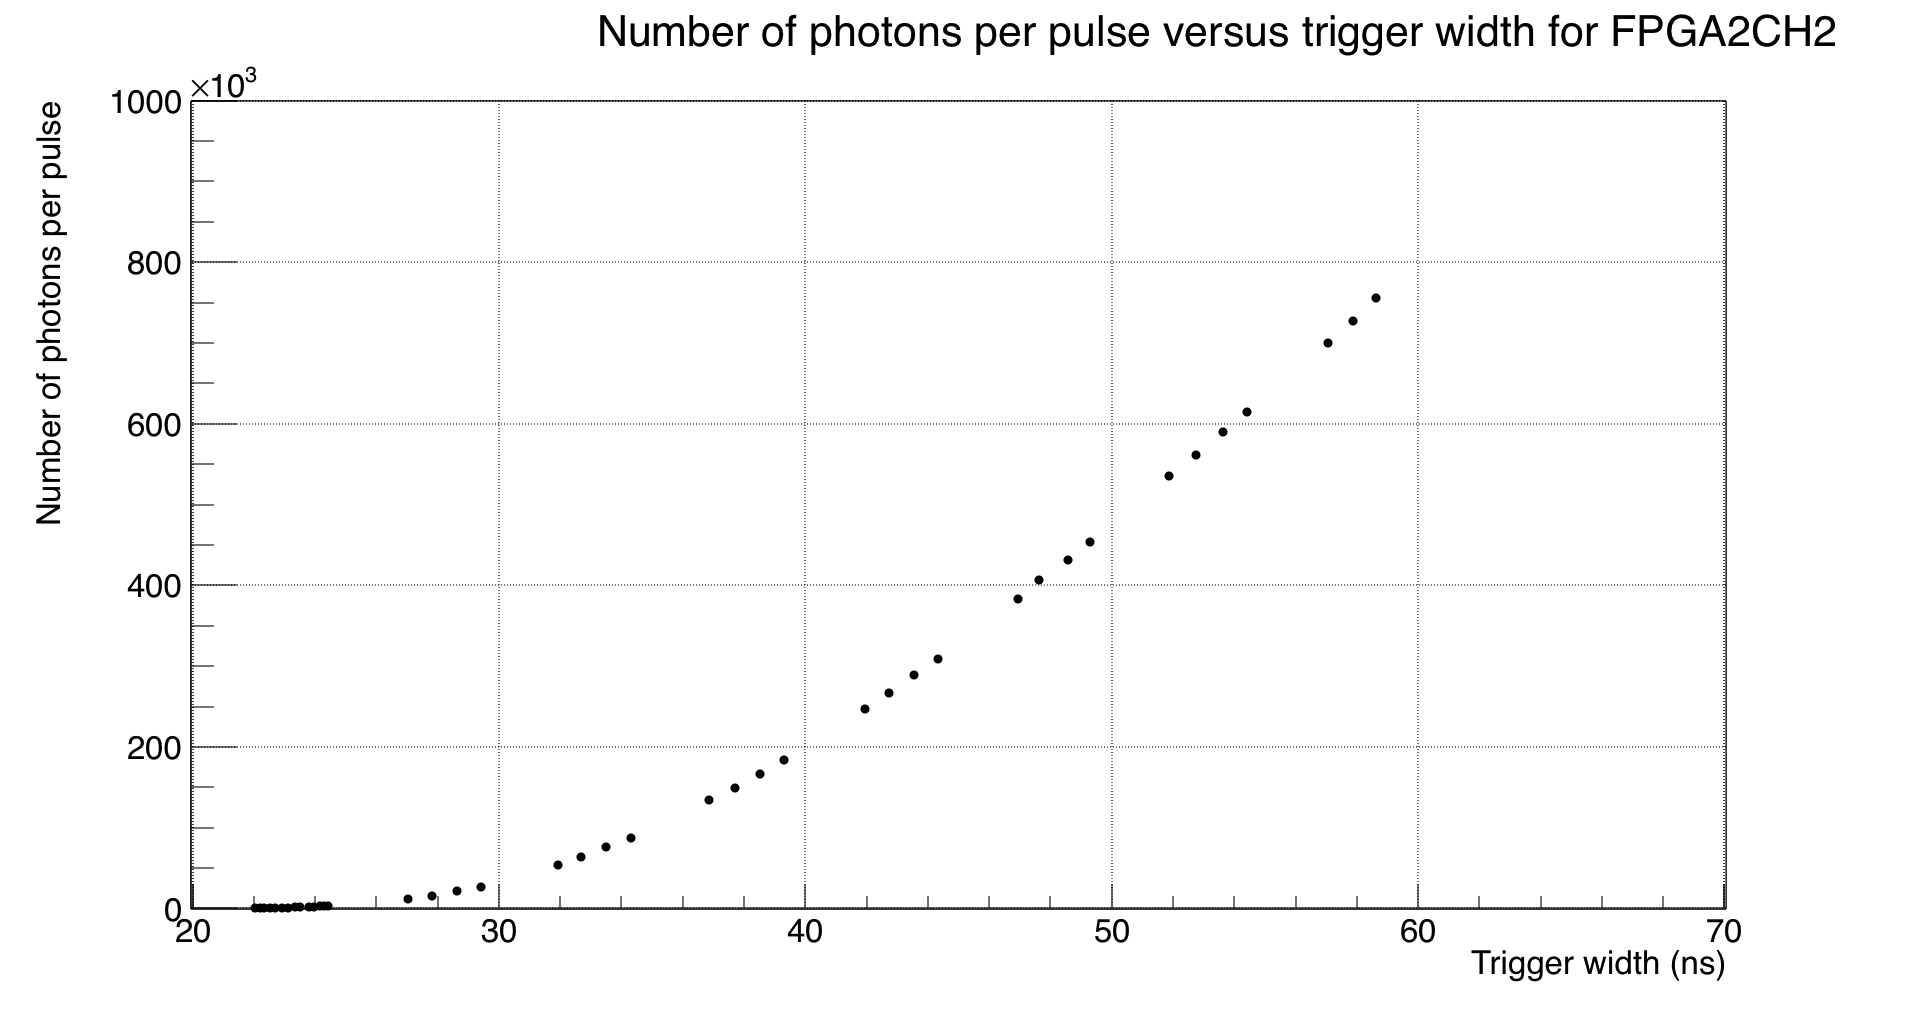 Number of photons per pulse versus trigger width for FPGA2CH2
×10³
Number of photons per pulse
1000
800
600
400
200
0
20 30 40 50 60 70
Trigger width (ns)